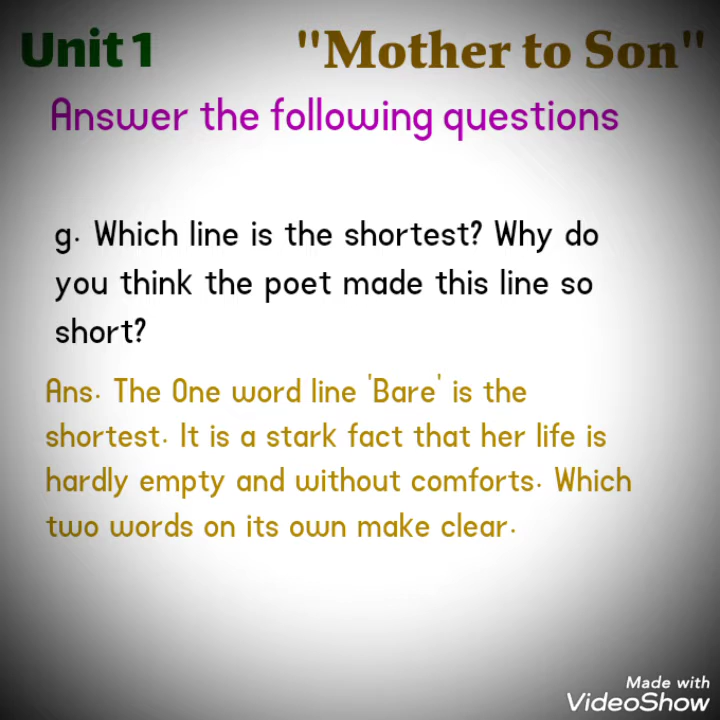 Unit 1 "Mother to Son"
Answer the following questions
g. Which line is the shortest? Why do
you think the poet made this line so
short?
Ans. The One word line 'Bare' is the
shortest. It is a stark fact that her life is
hardly empty and without comforts. Which
two words on its own make clear.
Made with
VideoShow